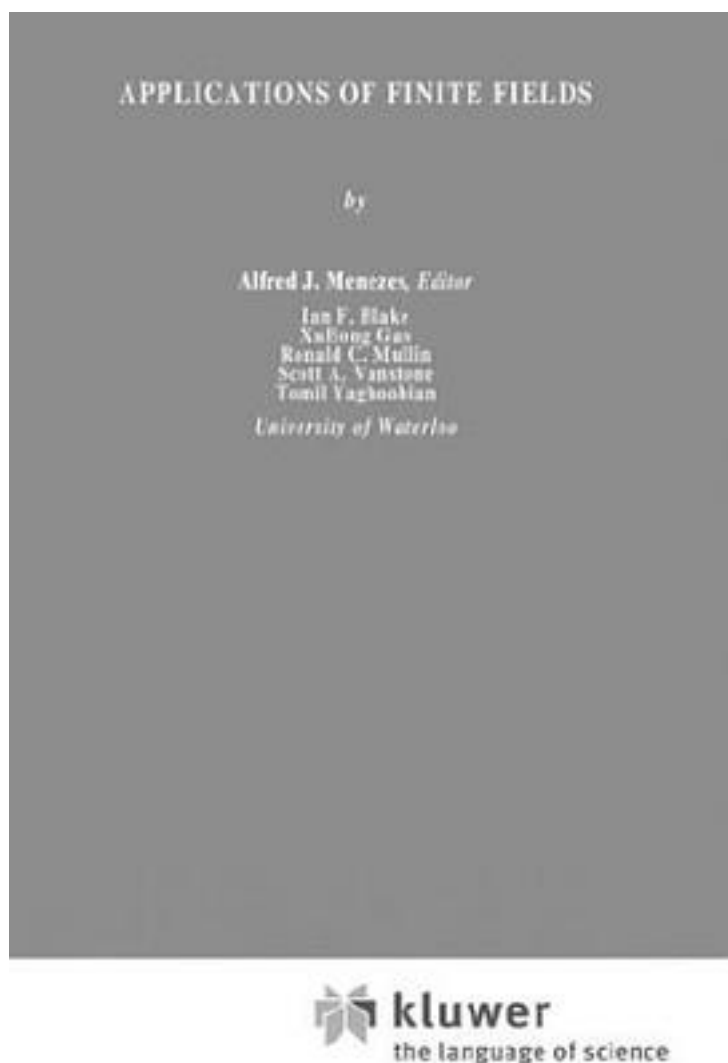 APPLICATIONS OF FINITE FIELDS
by
Alfred J. Menezes, Editor
Ian F. Blake
XuHong Gao
Ronald C. Mullin
Scott A. Vanstone
Tomil Yaghoobian
University of Waterloo
kluwer
the language of science